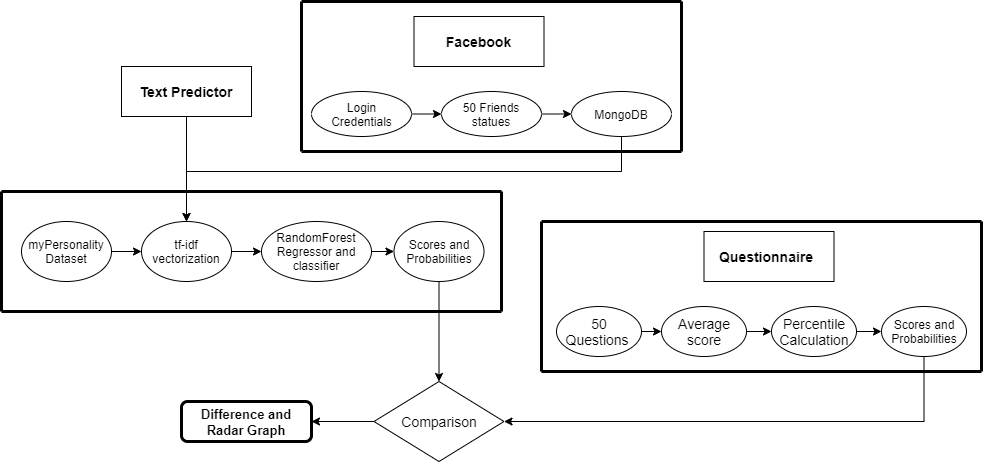 Facebook
Login
Credentials
50 Friends
statues
MongoDB
Text Predictor
myPersonality
Dataset
tf-idf
vectorization
RandomForest
Regressor and
classifier
Scores and
Probabilities
Questionnaire
50
Questions
Average
score
Percentile
Calculation
Scores and
Probabilities
Comparison
Difference and
Radar Graph